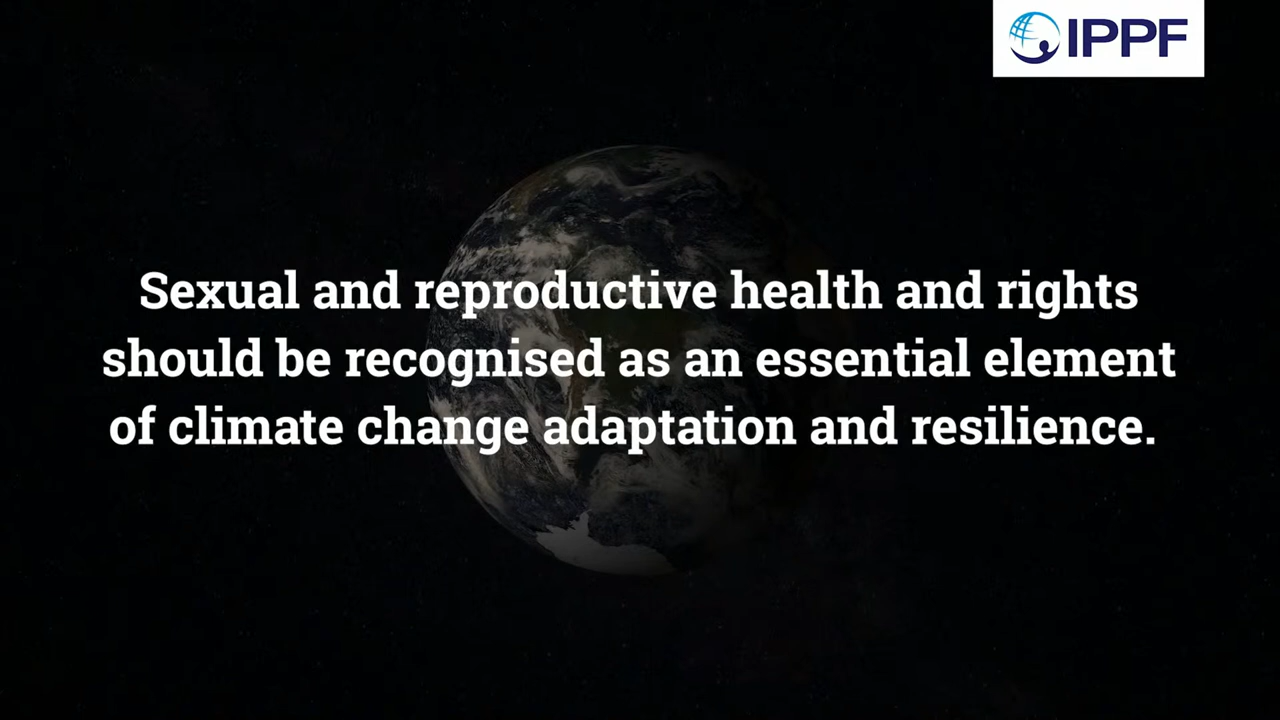 IPPF
Sexual and reproductive health and rights
should be recognised as an essential element
of climate change adaptation and resilience.